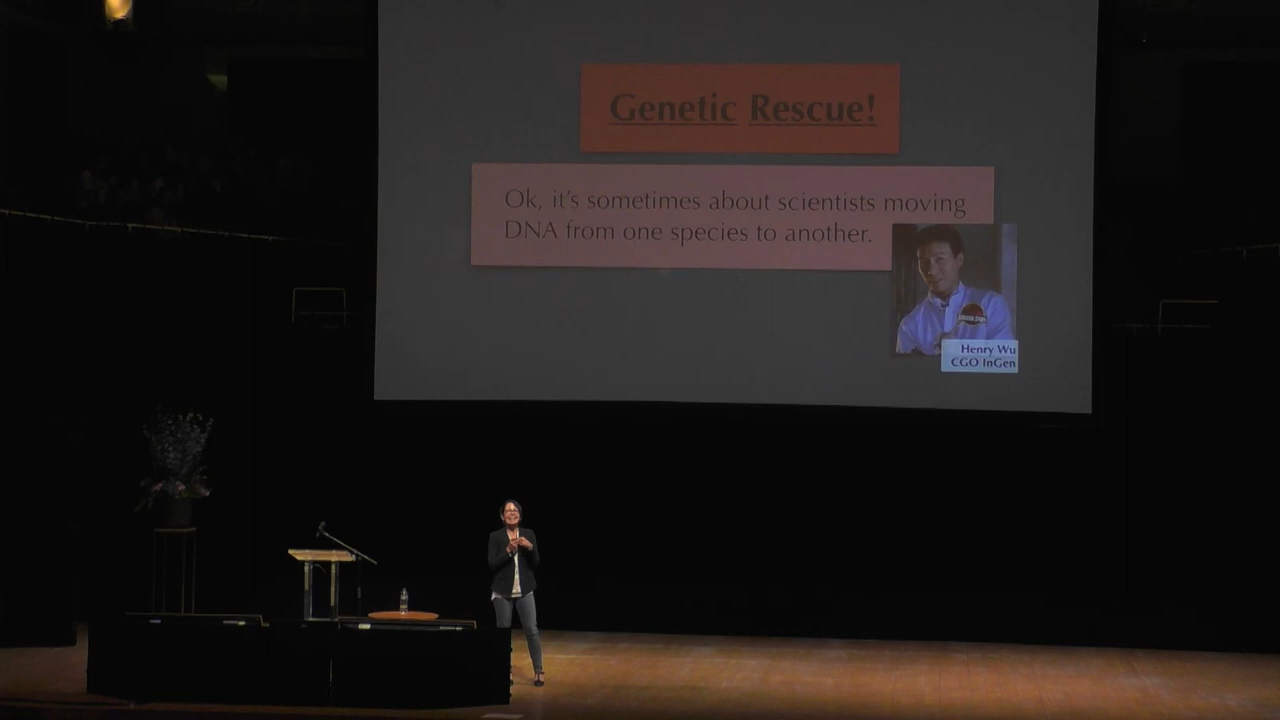 Genetic Rescue!
Ok, it's sometimes about scientists moving
DNA from one species to another.
Henry Wu
CGO InGen